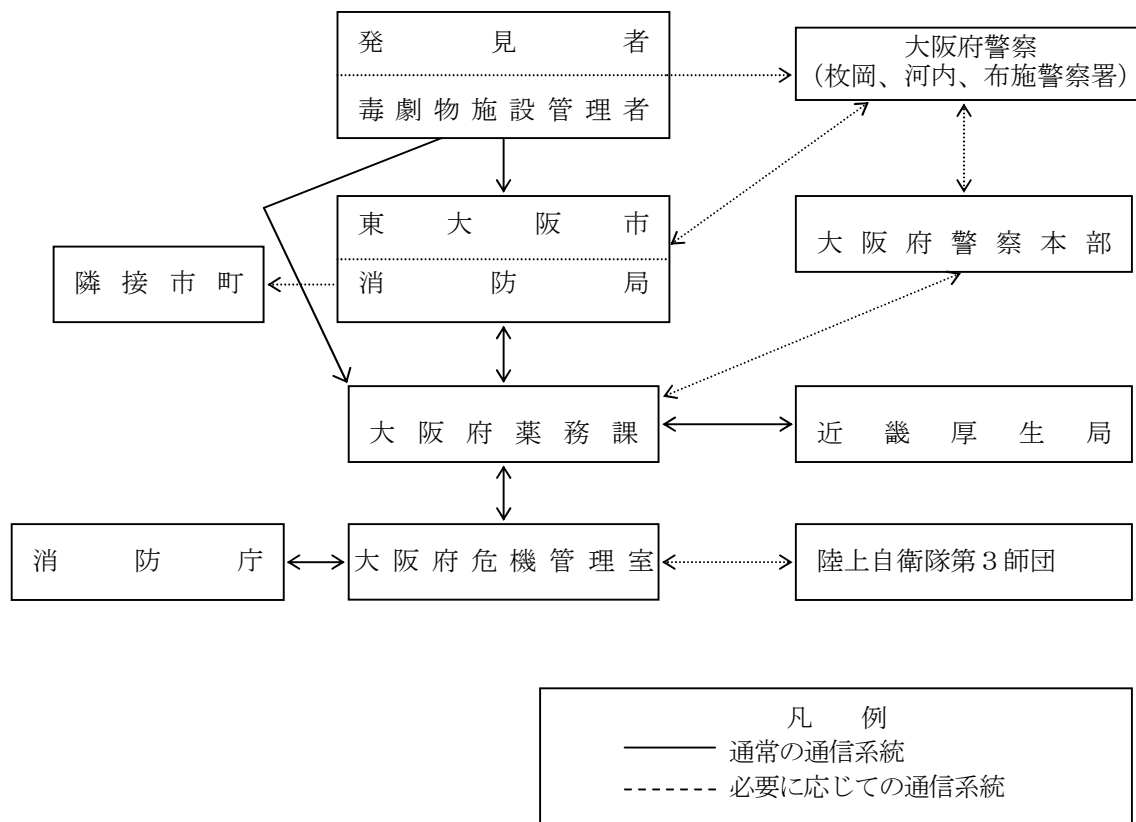 発見者
大阪府警察
（枚岡、河内、布施警察署）
毒劇物施設管理者
東大阪市
大阪府警察本部
隣接市町
消防局
大阪府薬務課
近畿厚生局
消防庁
大阪府危機管理室
陸上自衛隊第３師団
凡例
通常の通信系統
必要に応じての通信系統